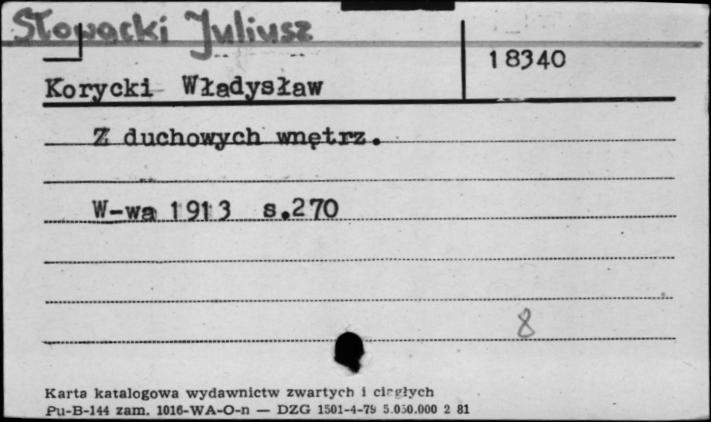 Słowacki Juliusz
18340
Korycki Władysław
Z duchowych wnętrz.
W-wa 1913 s.270
8
Karta katalogowa wydawnictw zwartych i ciągłych
Pu-B-144 zam. 1016-WA-O-n — DZG 1501-4-79 5.050.000 2 81